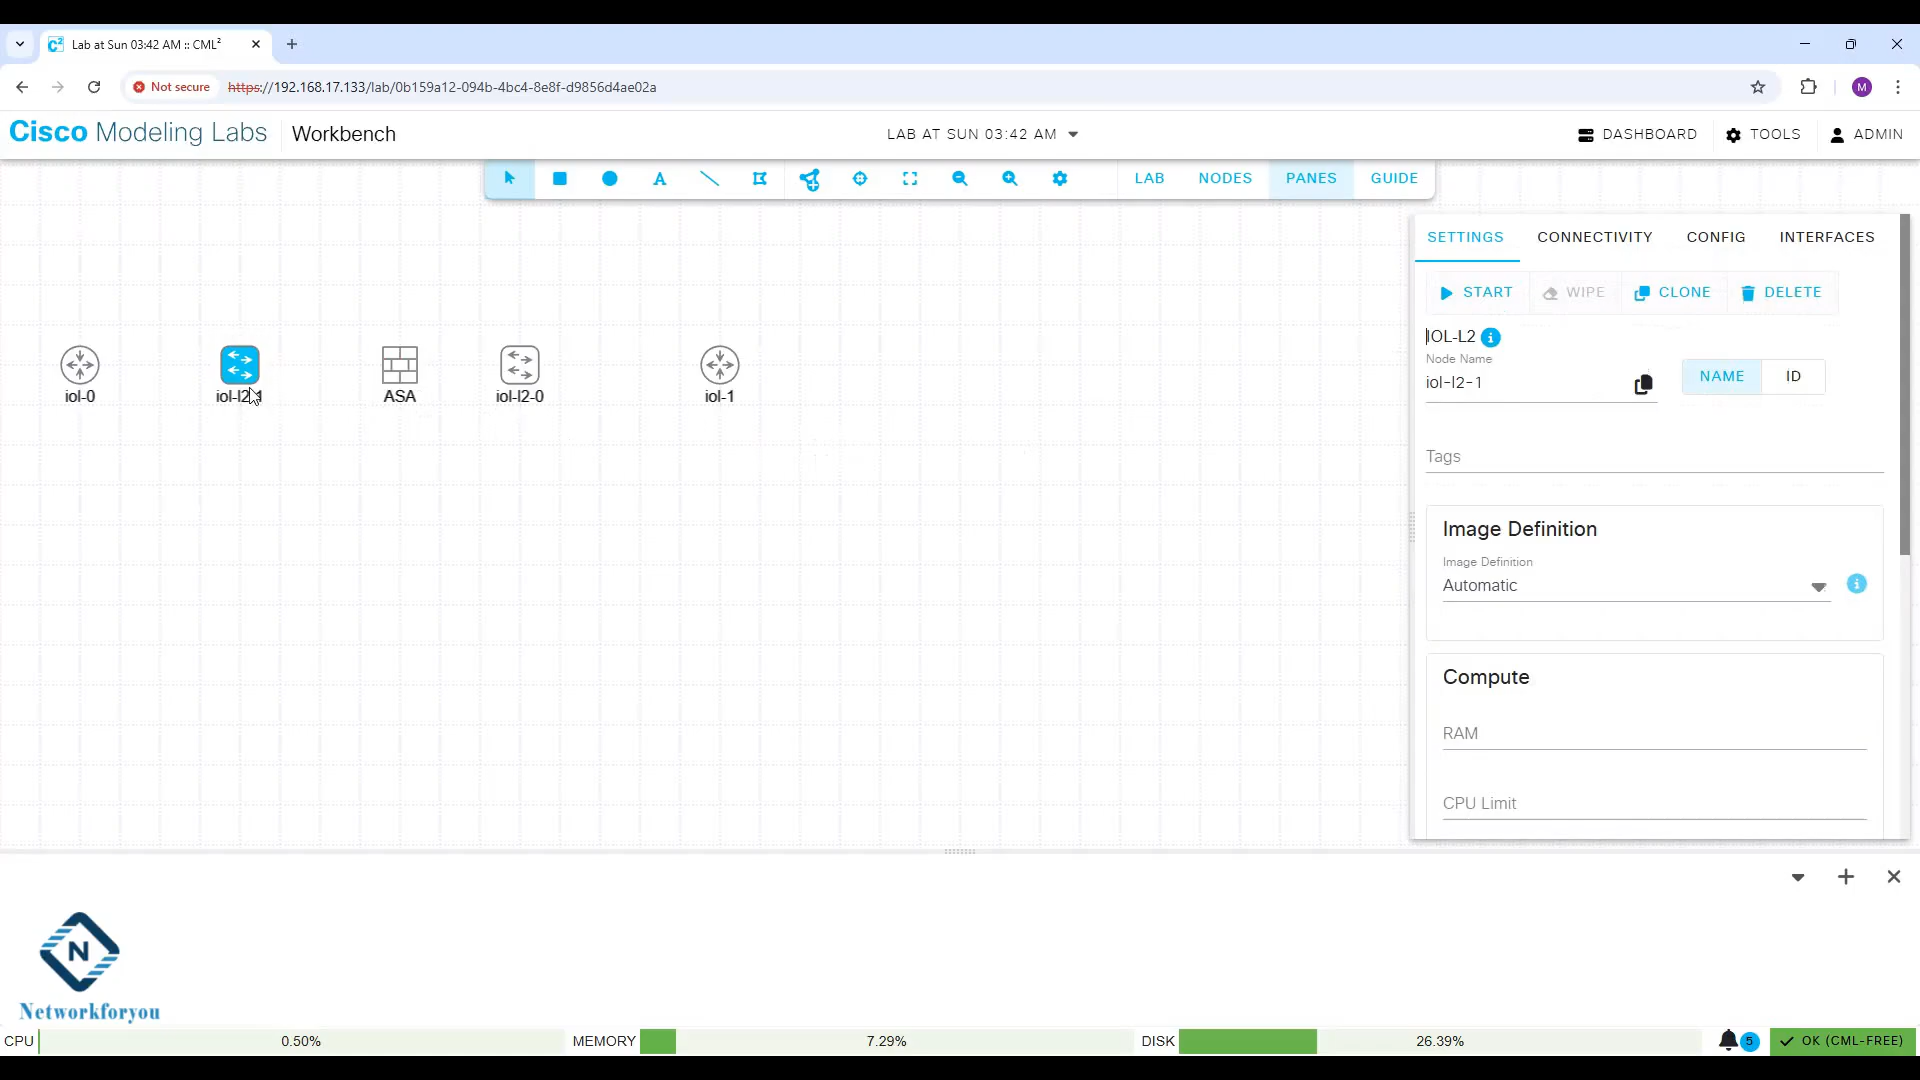 Lab at Sun 03:42 AM :: CML²
Not secure
https://192.168.17.133/lab/0b159a12-094b-4bc4-8e8f-d9856d4ae02a
M
Cisco Modeling Labs
Workbench
LAB AT SUN 03:42 AM
DASHBOARD
TOOLS
ADMIN
A
LAB
NODES
PANES
GUIDE
SETTINGS
CONNECTIVITY
CONFIG
INTERFACES
START
WIPE
CLONE
DELETE
IOL-L2
Node Name
iol-l2-1
NAME
ID
iol-0
iol-l2-1
ASA
iol-l2-0
iol-1
Tags
Image Definition
Image Definition
Automatic
Compute
RAM
CPU Limit
N
Networkforyou
CPU
0.50%
MEMORY
7.29%
DISK
26.39%
5
OK (CML-FREE)